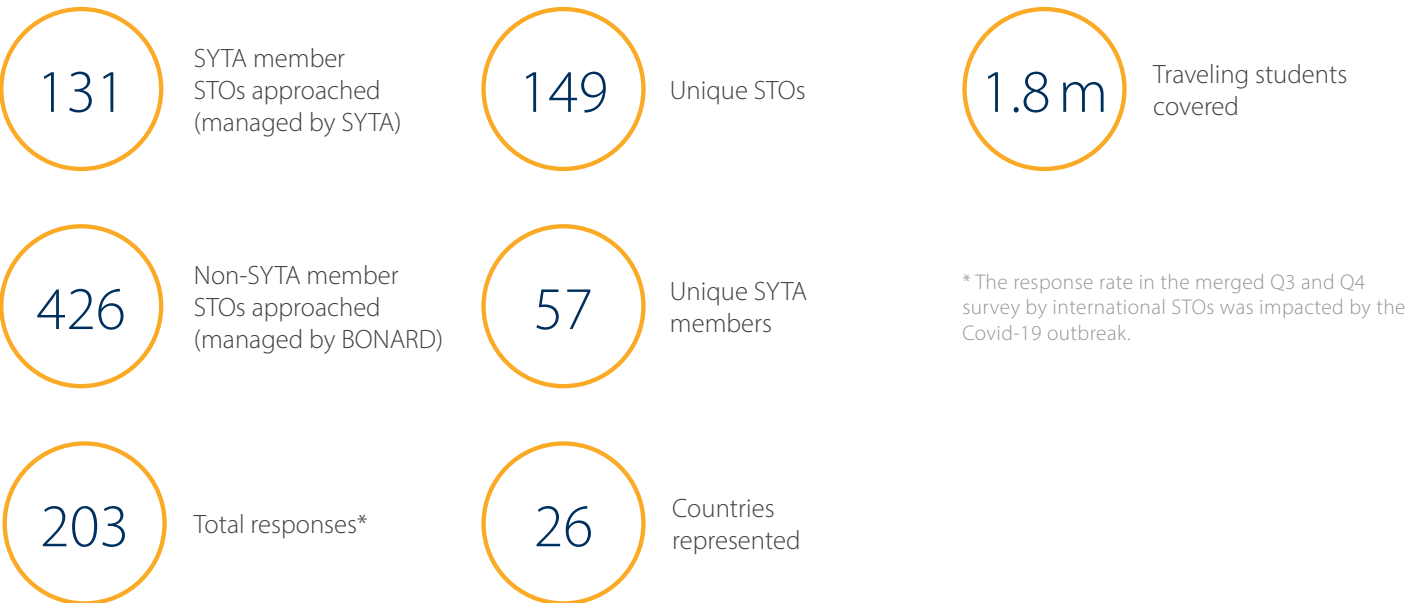 131
SYTA member
STOs approached
(managed by SYTA)
149
Unique STOs
1.8 m
Traveling students
covered
426
Non-SYTA member
STOs approached
(managed by BONARD)
57
Unique SYTA
members
* The response rate in the merged Q3 and Q4
survey by international STOs was impacted by the
Covid-19 outbreak.
203
Total responses*
26
Countries
represented